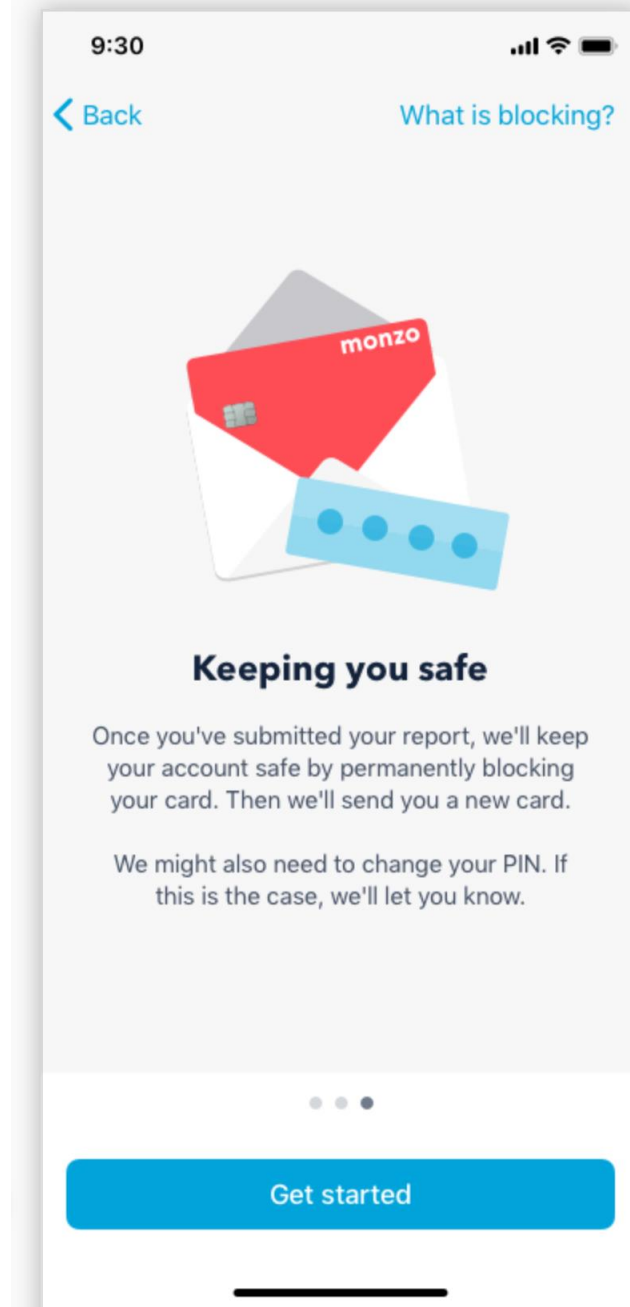 9:30
Back
What is blocking?
monzo
Keeping you safe
Once you've submitted your report, we'll keep
your account safe by permanently blocking
your card. Then we'll send you a new card.
We might also need to change your PIN. If
this is the case, we'll let you know.
Get started